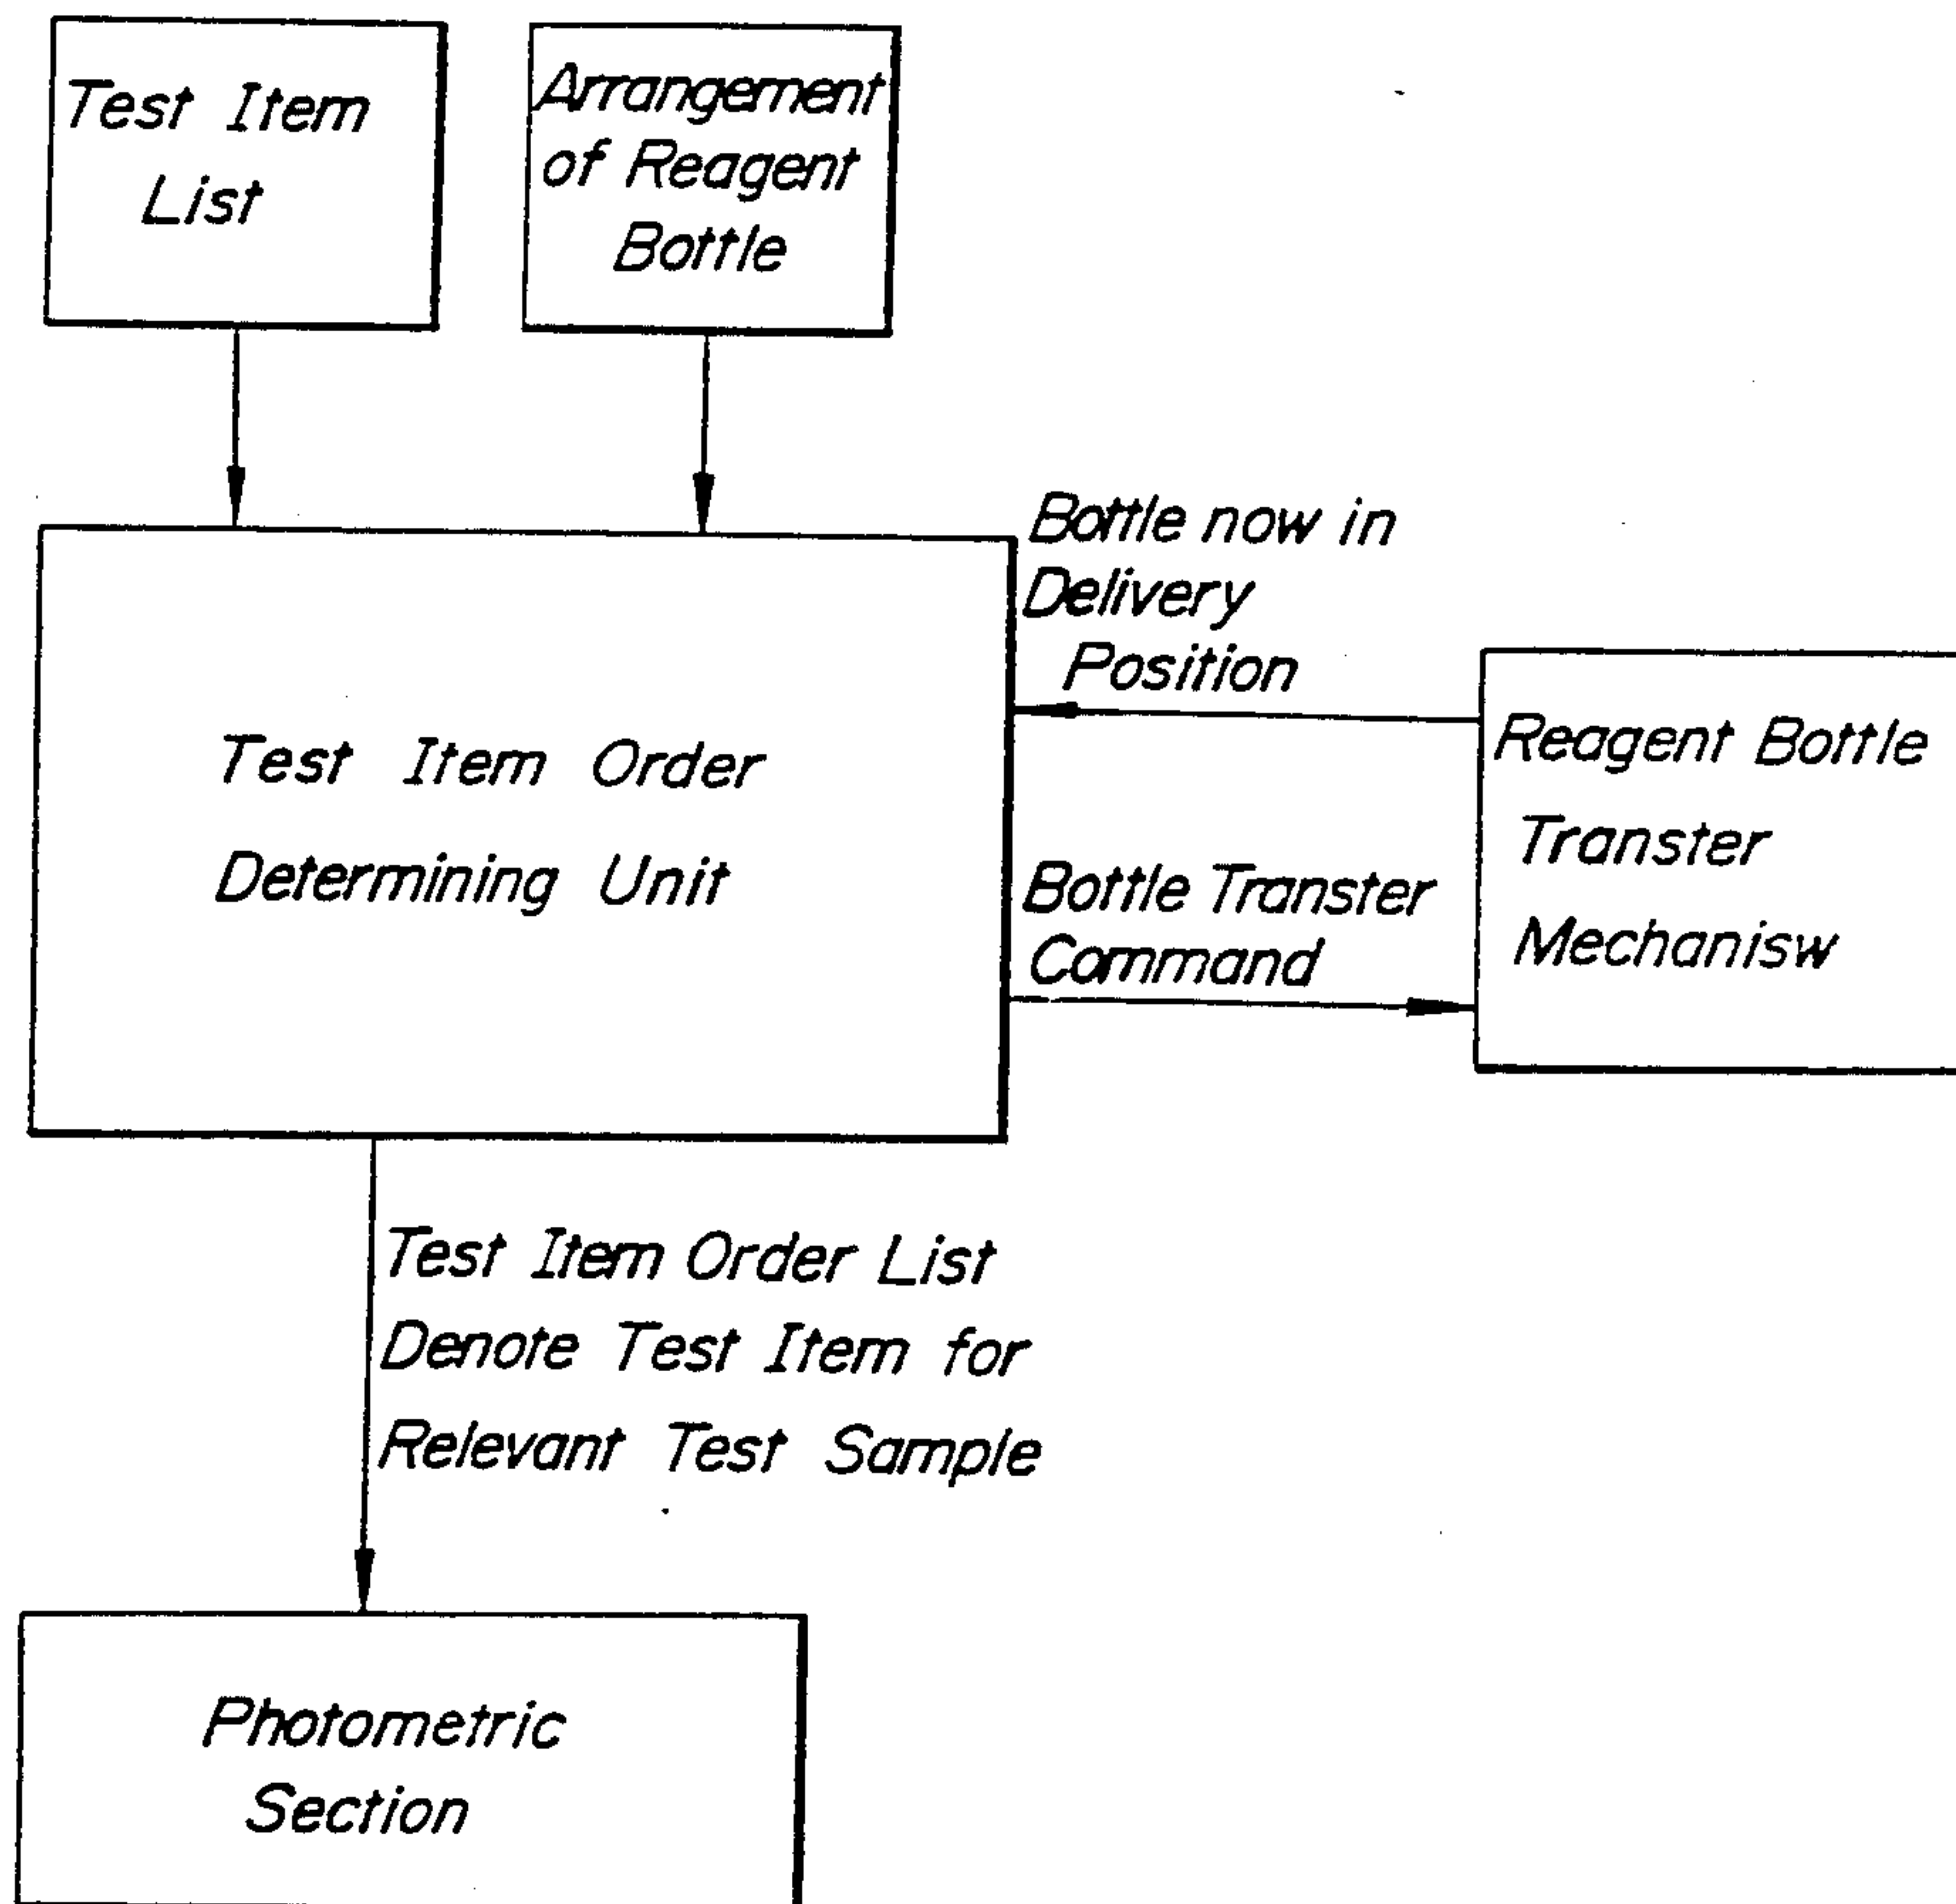 Test Item
List
Arrangement
of Reagent
Bottle
Bottle now in
Delivery
Position
Test Item Order
Determining Unit
Reagent Bottle
Transter
Mechanisw
Bottle Transter
Command
Test Item Order List
Denote Test Item for
Relevant Test Sample
Photometric
Section